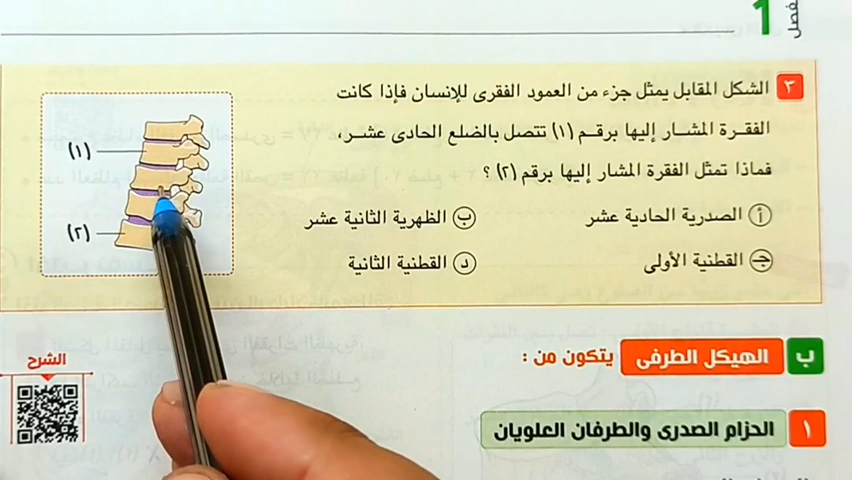 فصل
1
٣ الشكل المقابل يمثل جزء من العمود الفقرى للإنسان فإذا كانت
الفقرة المشار إليها برقم (١) تتصل بالضلع الحادى عشر،
فماذا تمثل الفقرة المشار إليها برقم (٢) ؟
أ الصدرية الحادية عشر
ب الظهرية الثانية عشر
جـ القطنية الأولى
د القطنية الثانية
(١)
(٢)
ب الهيكل الطرفى يتكون من :
الشرح
١ الحزام الصدرى والطرفان العلويان